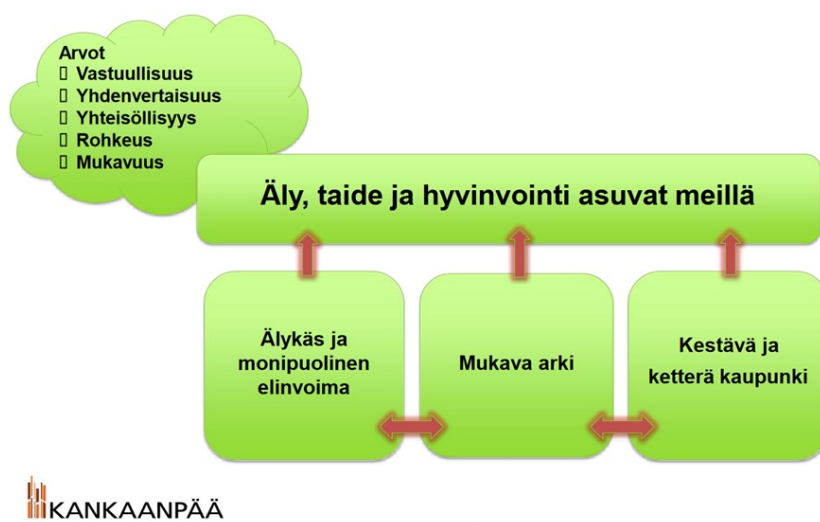 Arvot
▯ Vastuullisuus
▯ Yhdenvertaisuus
▯ Yhteisöllisyys
▯ Rohkeus
▯ Mukavuus
Äly, taide ja hyvinvointi asuvat meillä
Älykäs ja
monipuolinen
elinvoima
Mukava arki
Kestävä ja
ketterä kaupunki
KANKAANPÄÄ